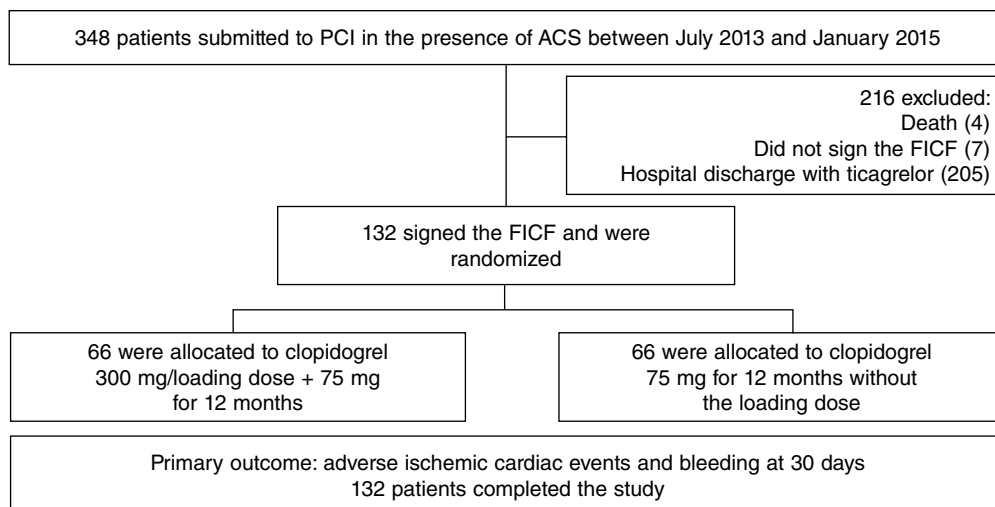 348 patients submitted to PCI in the presence of ACS between July 2013 and January 2015
216 excluded:
Death (4)
Did not sign the FICF (7)
Hospital discharge with ticagrelor (205)
132 signed the FICF and were
randomized
66 were allocated to clopidogrel
300 mg/loading dose + 75 mg
for 12 months
66 were allocated to clopidogrel
75 mg for 12 months without
the loading dose
Primary outcome: adverse ischemic cardiac events and bleeding at 30 days
132 patients completed the study